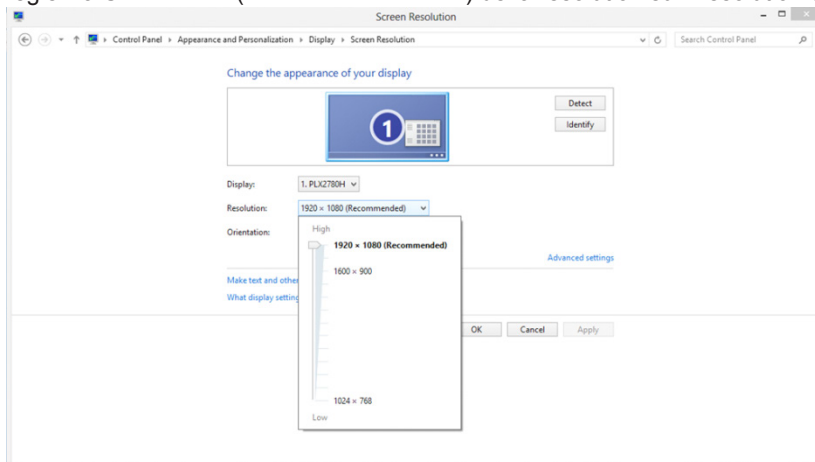 Screen Resolution
Control Panel ▸ Appearance and Personalization ▸ Display ▸ Screen Resolution
Search Control Panel
Change the appearance of your display
1
Detect
Identify
Display:
1. PLX2780H
Resolution:
1920 × 1080 (Recommended)
Orientation:
High
1920 × 1080 (Recommended)
1600 × 900
1024 × 768
Low
Advanced settings
Make text and othe
What display setting
OK
Cancel
Apply